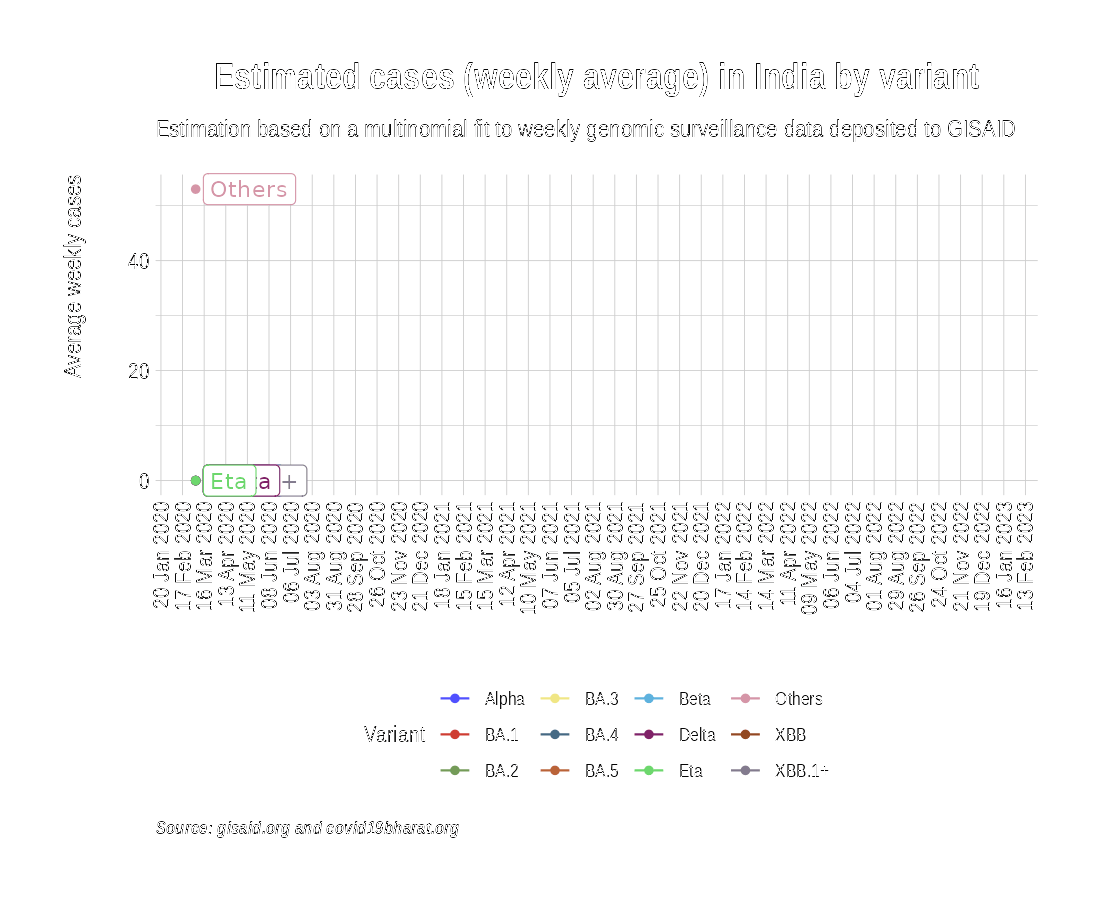 Estimated cases (weekly average) in India by variant
Estimation based on a multinomial fit to weekly genomic surveillance data deposited to GISAID
Average weekly cases
Others
40
20
0
Eta
a
+
20 Jan 2020
17 Feb 2020
16 Mar 2020
13 Apr 2020
11 May 2020
08 Jun 2020
06 Jul 2020
03 Aug 2020
31 Aug 2020
28 Sep 2020
26 Oct 2020
23 Nov 2020
21 Dec 2020
18 Jan 2021
15 Feb 2021
15 Mar 2021
12 Apr 2021
10 May 2021
07 Jun 2021
05 Jul 2021
02 Aug 2021
30 Aug 2021
27 Sep 2021
25 Oct 2021
22 Nov 2021
20 Dec 2021
17 Jan 2022
14 Feb 2022
14 Mar 2022
11 Apr 2022
09 May 2022
06 Jun 2022
04 Jul 2022
01 Aug 2022
29 Aug 2022
26 Sep 2022
24 Oct 2022
21 Nov 2022
19 Dec 2022
16 Jan 2023
13 Feb 2023
Variant
Alpha BA.3 Beta Others
BA.1 BA.4 Delta XBB
BA.2 BA.5 Eta XBB.1+
Source: gisaid.org and covid19bharat.org